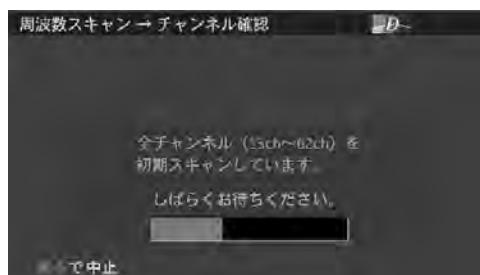 周波数スキャン → チャンネル確認
全チャンネル（13ch～62ch）を
初期スキャンしています。
しばらくお待ちください。
で中止